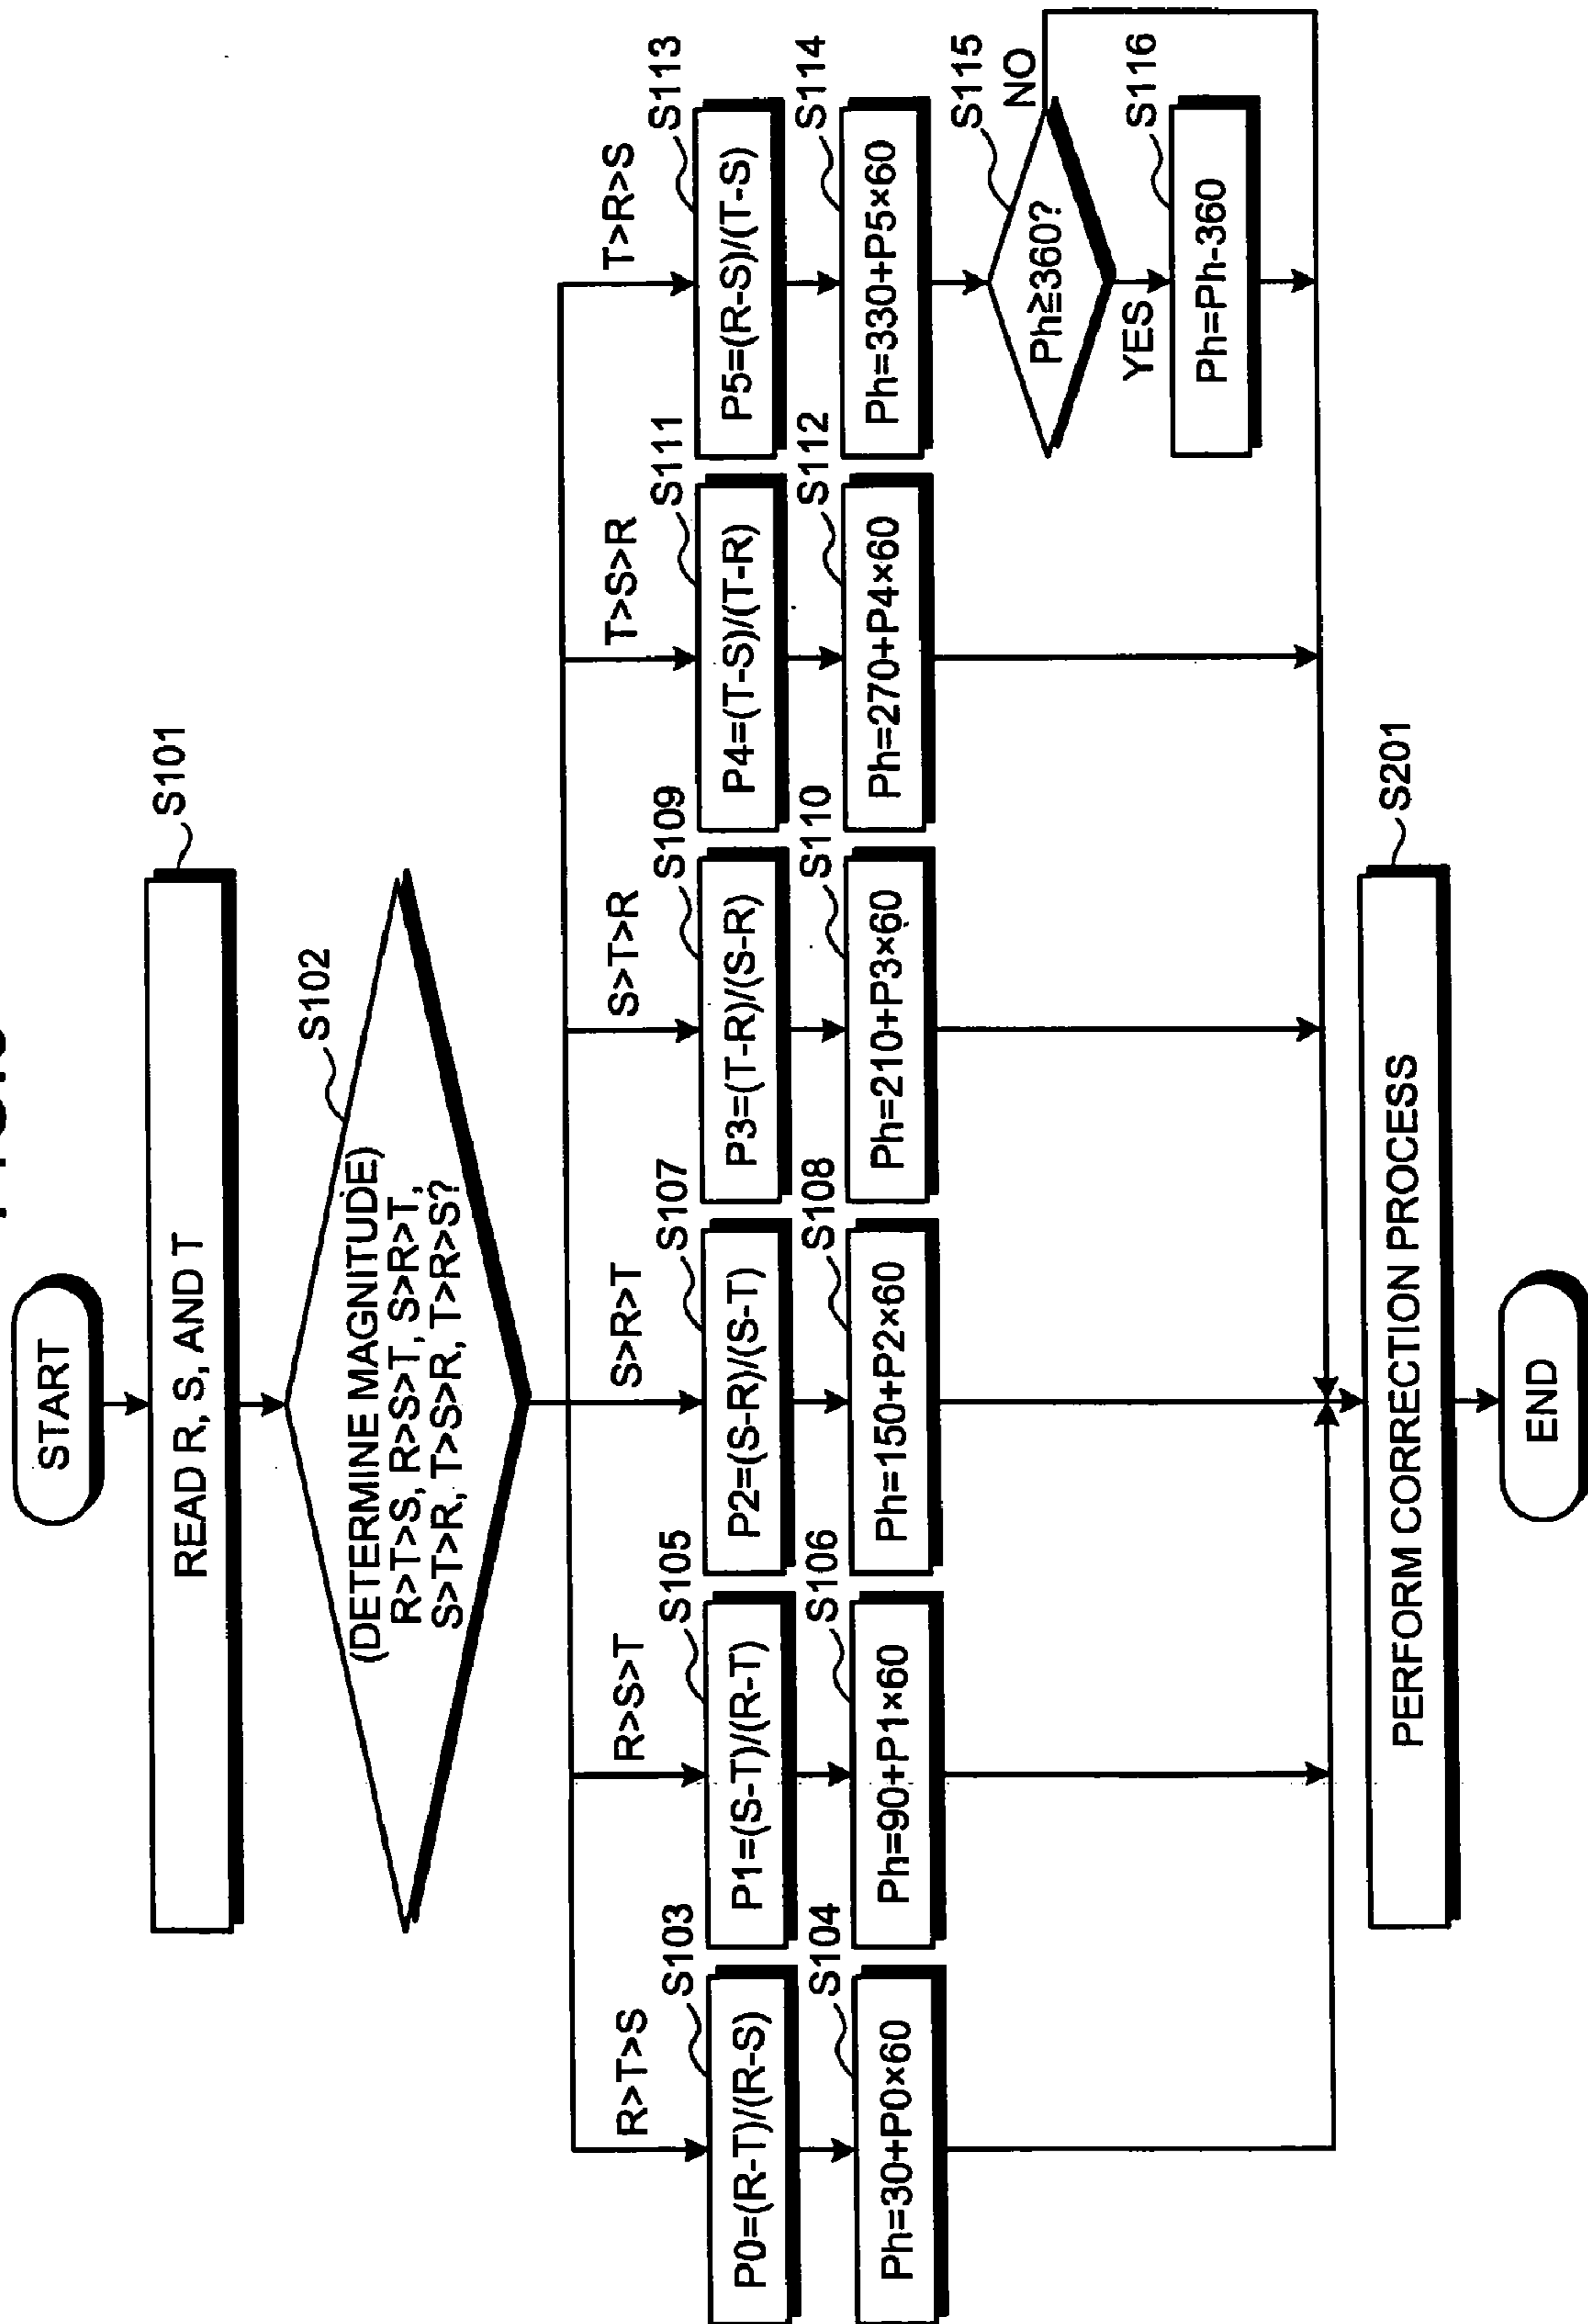 START
READ R, S, AND T
S101
(DETERMINE MAGNITUDE)
R>T>S, R>S>T, S>R>T,
S>T>R, T>S>R, T>R>S?
S102
R>T>S
P0=(R-T)/(R-S)
S103
Ph=30+P0×60
S104
R>S>T
P1=(S-T)/(R-T)
S105
Ph=90+P1×60
S106
S>R>T
P2=(S-R)/(S-T)
S107
Ph=150+P2×60
S108
S>T>R
P3=(T-R)/(S-R)
S109
Ph=210+P3×60
S110
T>S>R
P4=(T-S)/(T-R)
S111
Ph=270+P4×60
S112
T>R>S
P5=(R-S)/(T-S)
S113
Ph=330+P5×60
S114
Ph≧360?
S115
NO
YES
Ph=Ph-360
S116
PERFORM CORRECTION PROCESS
S201
END